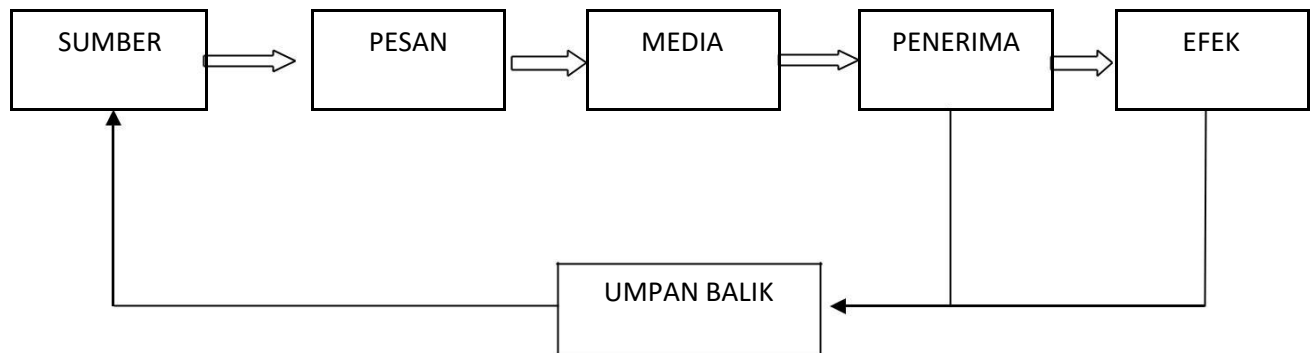 SUMBER
PESAN
MEDIA
PENERIMA
EFEK
UMPAN BALIK